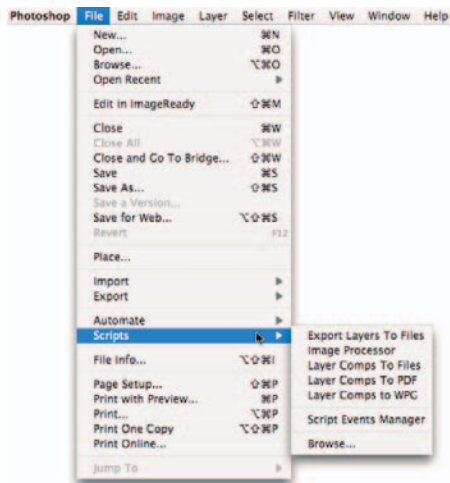 Photoshop File Edit Image Layer Select Filter View Window Help
New... ⌘N
Open... ⌘O
Browse... ⌥⌘O
Open Recent ▶
Edit in ImageReady ⇧⌘M
Close ⌘W
Close All ⌥⌘W
Close and Go To Bridge... ⇧⌘W
Save ⌘S
Save As... ⇧⌘S
Save a Version...
Save for Web... ⌥⇧⌘S
Revert F12
Place...
Import ▶
Export ▶
Automate ▶
Scripts ▶
File Info... ⌥⇧⌘I
Page Setup... ⇧⌘P
Print with Preview... ⌘P
Print... ⌥⌘P
Print One Copy ⌥⇧⌘P
Print Online...
Jump To ▶
Export Layers To Files
Image Processor
Layer Comps To Files
Layer Comps To PDF
Layer Comps to WPG
Script Events Manager
Browse...